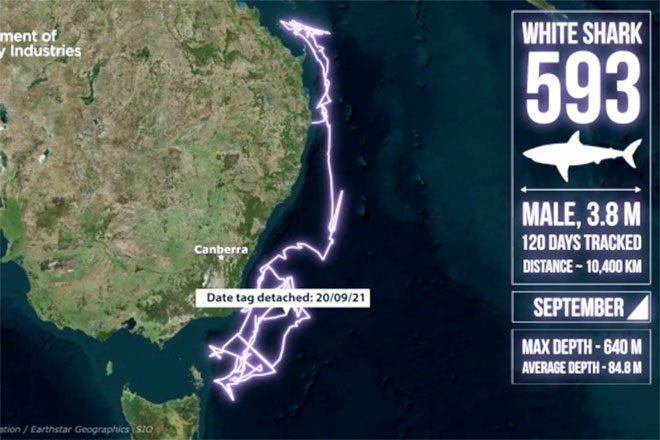 ment of
y Industries
WHITE SHARK
593
MALE, 3.8 M
120 DAYS TRACKED
DISTANCE ~ 10,400 KM
Canberra
Date tag detached: 20/09/21
SEPTEMBER
MAX DEPTH - 640 M
AVERAGE DEPTH - 84.8 M
ation / Earthstar Geographics SIO